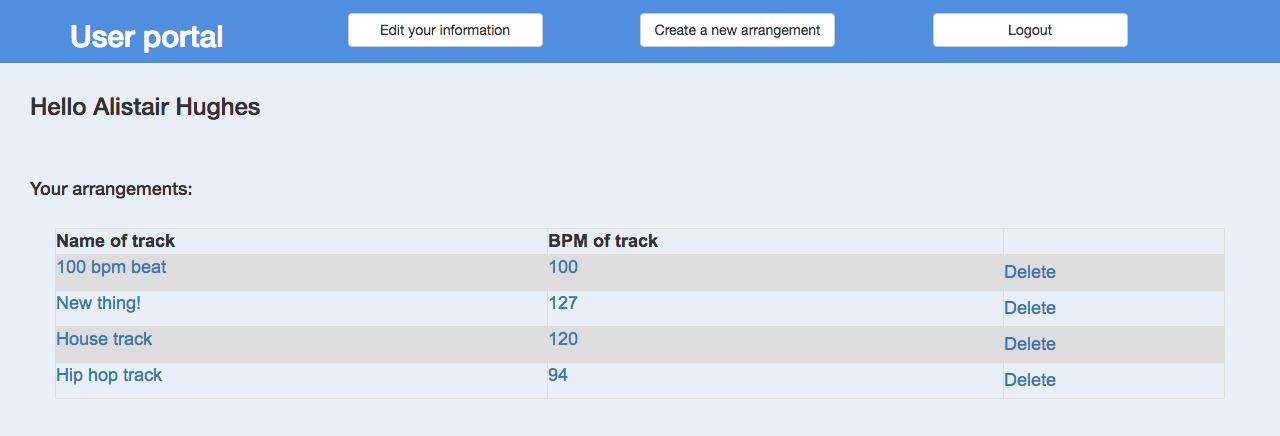 User portal
Edit your information
Create a new arrangement
Logout
Hello Alistair Hughes
Your arrangements:
Name of track BPM of track
100 bpm beat 100 Delete
New thing! 127 Delete
House track 120 Delete
Hip hop track 94 Delete